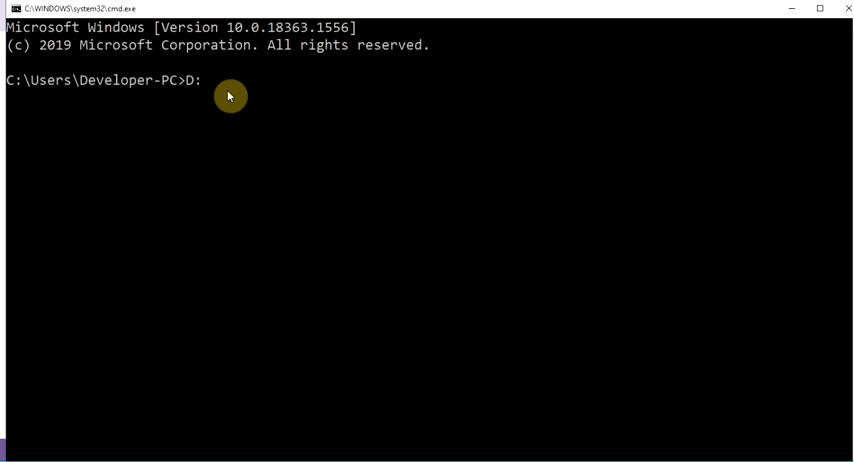 C:\WINDOWS\system32\cmd.exe
Microsoft Windows [Version 10.0.18363.1556]
(c) 2019 Microsoft Corporation. All rights reserved.
C:\Users\Developer-PC>D: